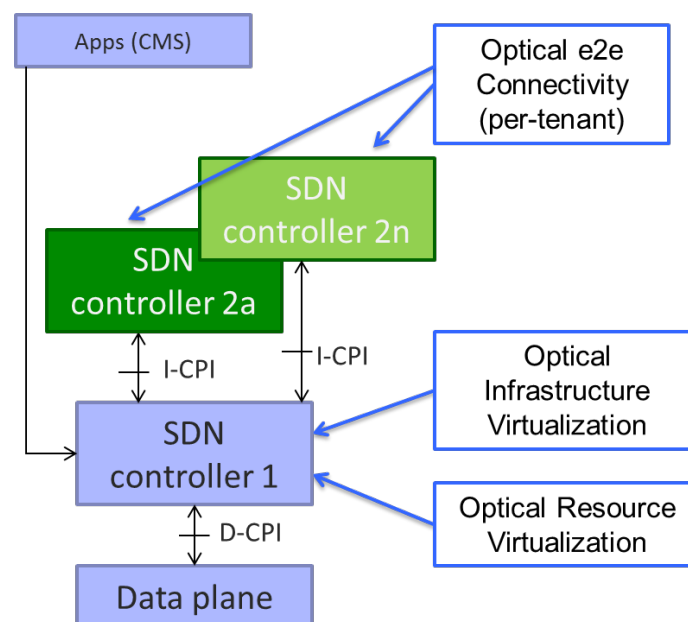 Apps (CMS)
Optical e2e
Connectivity
(per-tenant)
SDN
controller 2n
SDN
controller 2a
I-CPI
I-CPI
Optical
Infrastructure
Virtualization
SDN
controller 1
Optical Resource
Virtualization
D-CPI
Data plane